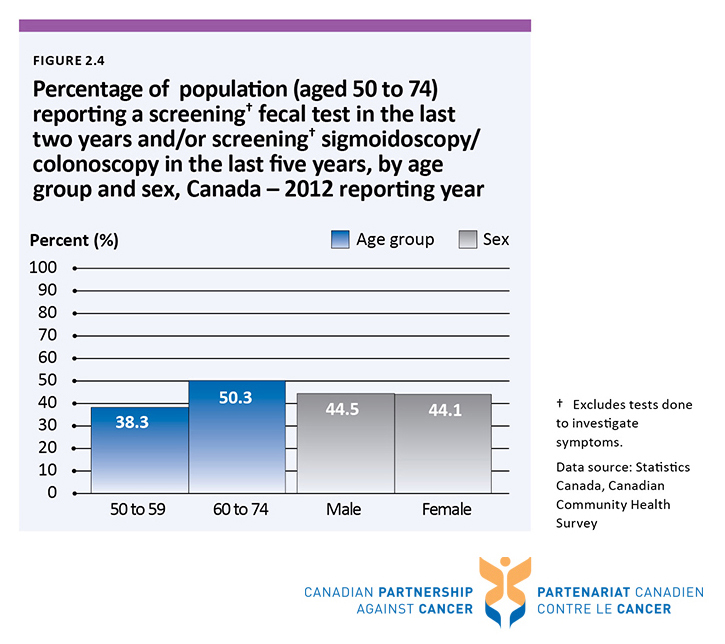 FIGURE 2.4
Percentage of population (aged 50 to 74)
reporting a screening† fecal test in the last
two years and/or screening† sigmoidoscopy/
colonoscopy in the last five years, by age
group and sex, Canada – 2012 reporting year
Percent (%)
Age group
Sex
100
90
80
70
60
50
40
30
20
10
0
38.3
50.3
44.5
44.1
50 to 59
60 to 74
Male
Female
† Excludes tests done
to investigate
symptoms.
Data source: Statistics
Canada, Canadian
Community Health
Survey
CANADIAN PARTNERSHIP
AGAINST CANCER
PARTENARIAT CANADIEN
CONTRE LE CANCER